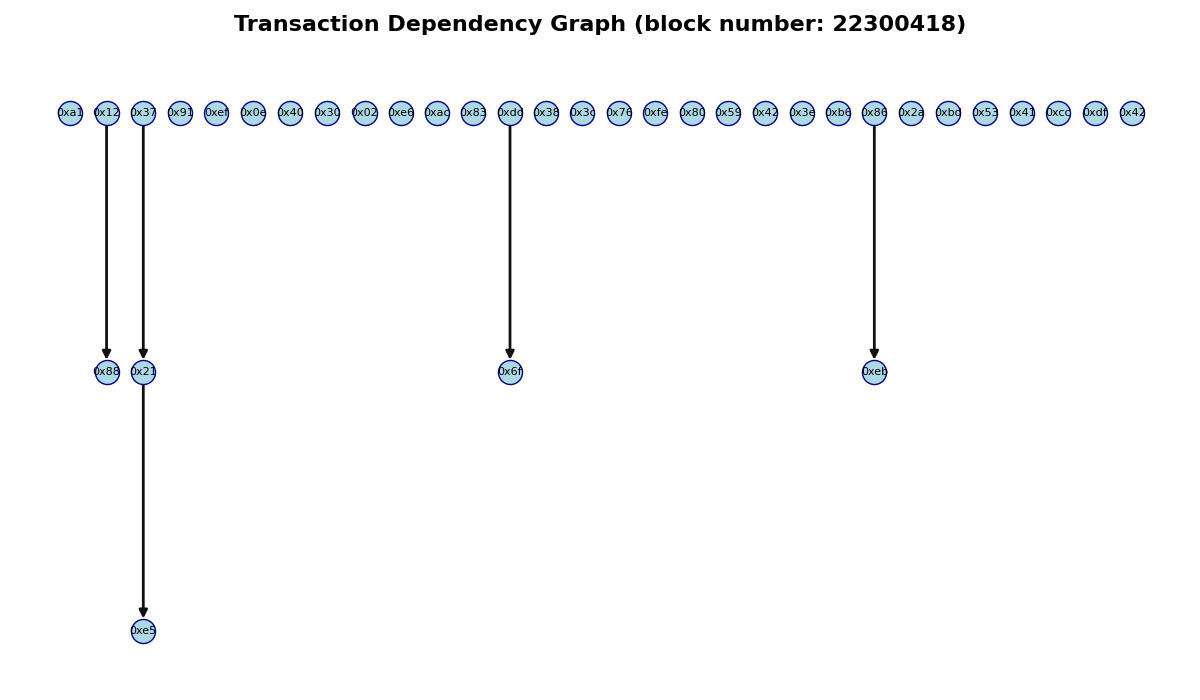 Transaction Dependency Graph (block number: 22300418)
0xa1 0x12 0x37 0x91 0xef 0x0e 0x40 0x30 0x02 0xe6 0xac 0x83 0xdd 0x38 0x3c 0x76 0xfe 0x80 0x59 0x42 0x3e 0xb6 0x86 0x2a 0xbd 0x53 0x41 0xcc 0xdf 0x42
0x88 0x21 0x6f 0xeb
0xe5